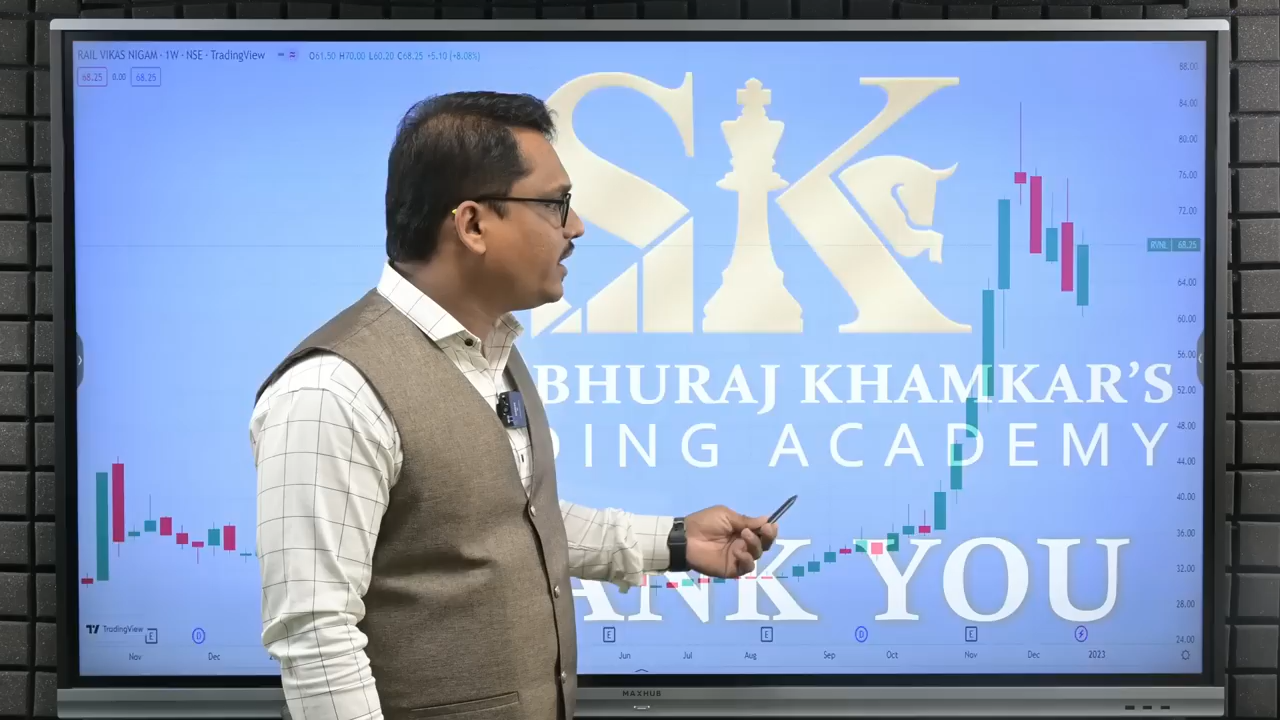 RAIL VIKAS NIGAM · 1W · NSE · TradingView
O61.50 H70.00 L60.20 C68.25 +5.10 (+8.08%)
68.25 0.00 68.25
SK
BHURAJ KHAMKAR'S
DING ACADEMY
ANK YOU
88.00
84.00
80.00
76.00
72.00
RVNL 68.25
64.00
60.00
56.00
52.00
48.00
44.00
40.00
36.00
32.00
28.00
24.00
TradingView
E D E E D E
Nov Dec Jun Jul Aug Sep Oct Nov Dec 2023
MAXHUB